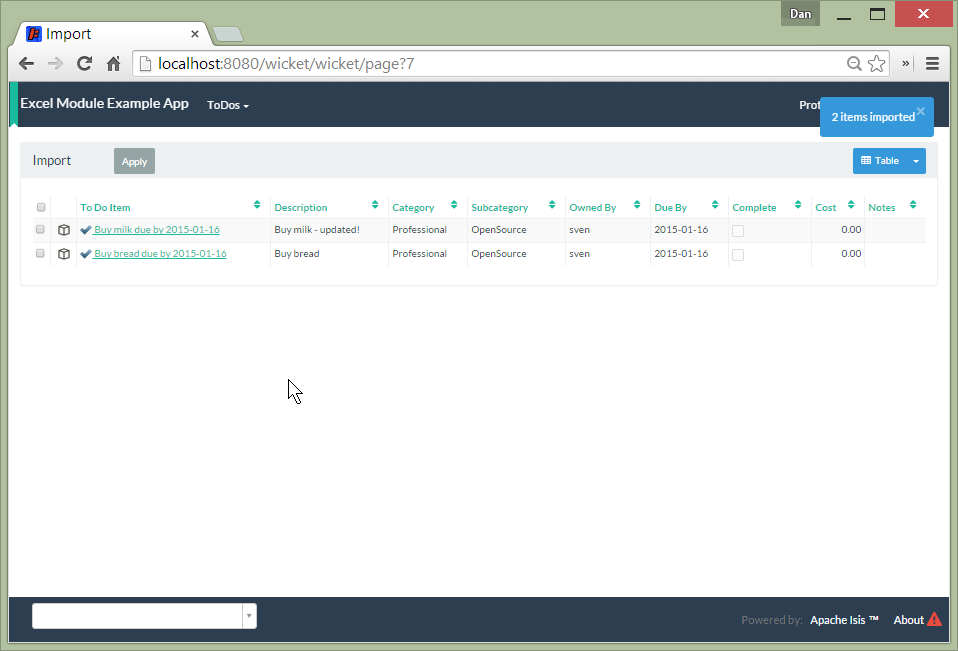 Dan
Import
localhost:8080/wicket/wicket/page?7
Excel Module Example App ToDos
2 items imported
Import Apply Table
To Do Item Description Category Subcategory Owned By Due By Complete Cost Notes
Buy milk due by 2015-01-16 Buy milk - updated! Professional OpenSource sven 2015-01-16 0.00
Buy bread due by 2015-01-16 Buy bread Professional OpenSource sven 2015-01-16 0.00
Powered by: Apache Isis ™ About